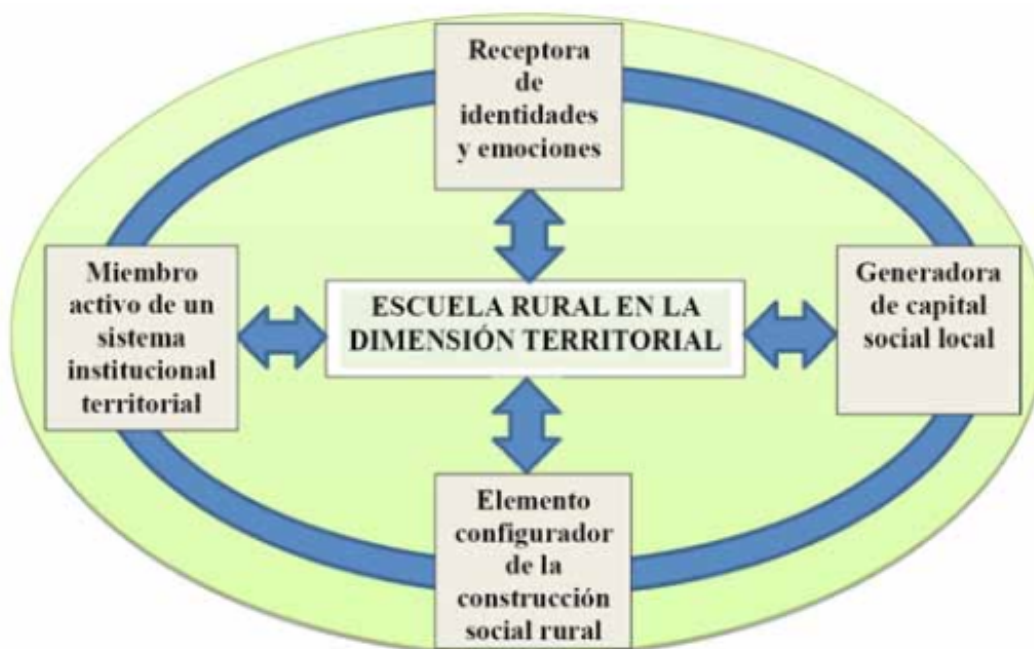 Receptora
de
identidades
y emociones
Miembro
activo de un
sistema
institucional
territorial
ESCUELA RURAL EN LA
DIMENSIÓN TERRITORIAL
Generadora
de capital
social local
Elemento
configurador
de la
construcción
social rural